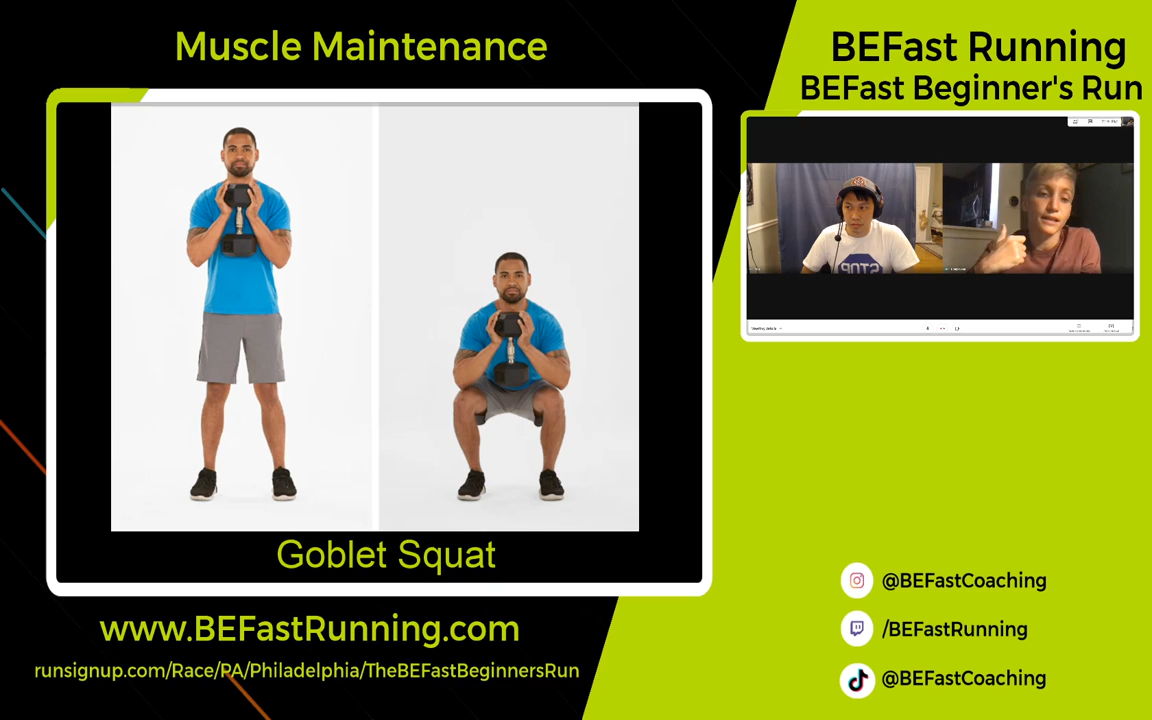 Muscle Maintenance
BEFast Running
BEFast Beginner's Run
Goblet Squat
www.BEFastRunning.com
runsignup.com/Race/PA/Philadelphia/TheBEFastBeginnersRun
@BEFastCoaching
/BEFastRunning
@BEFastCoaching